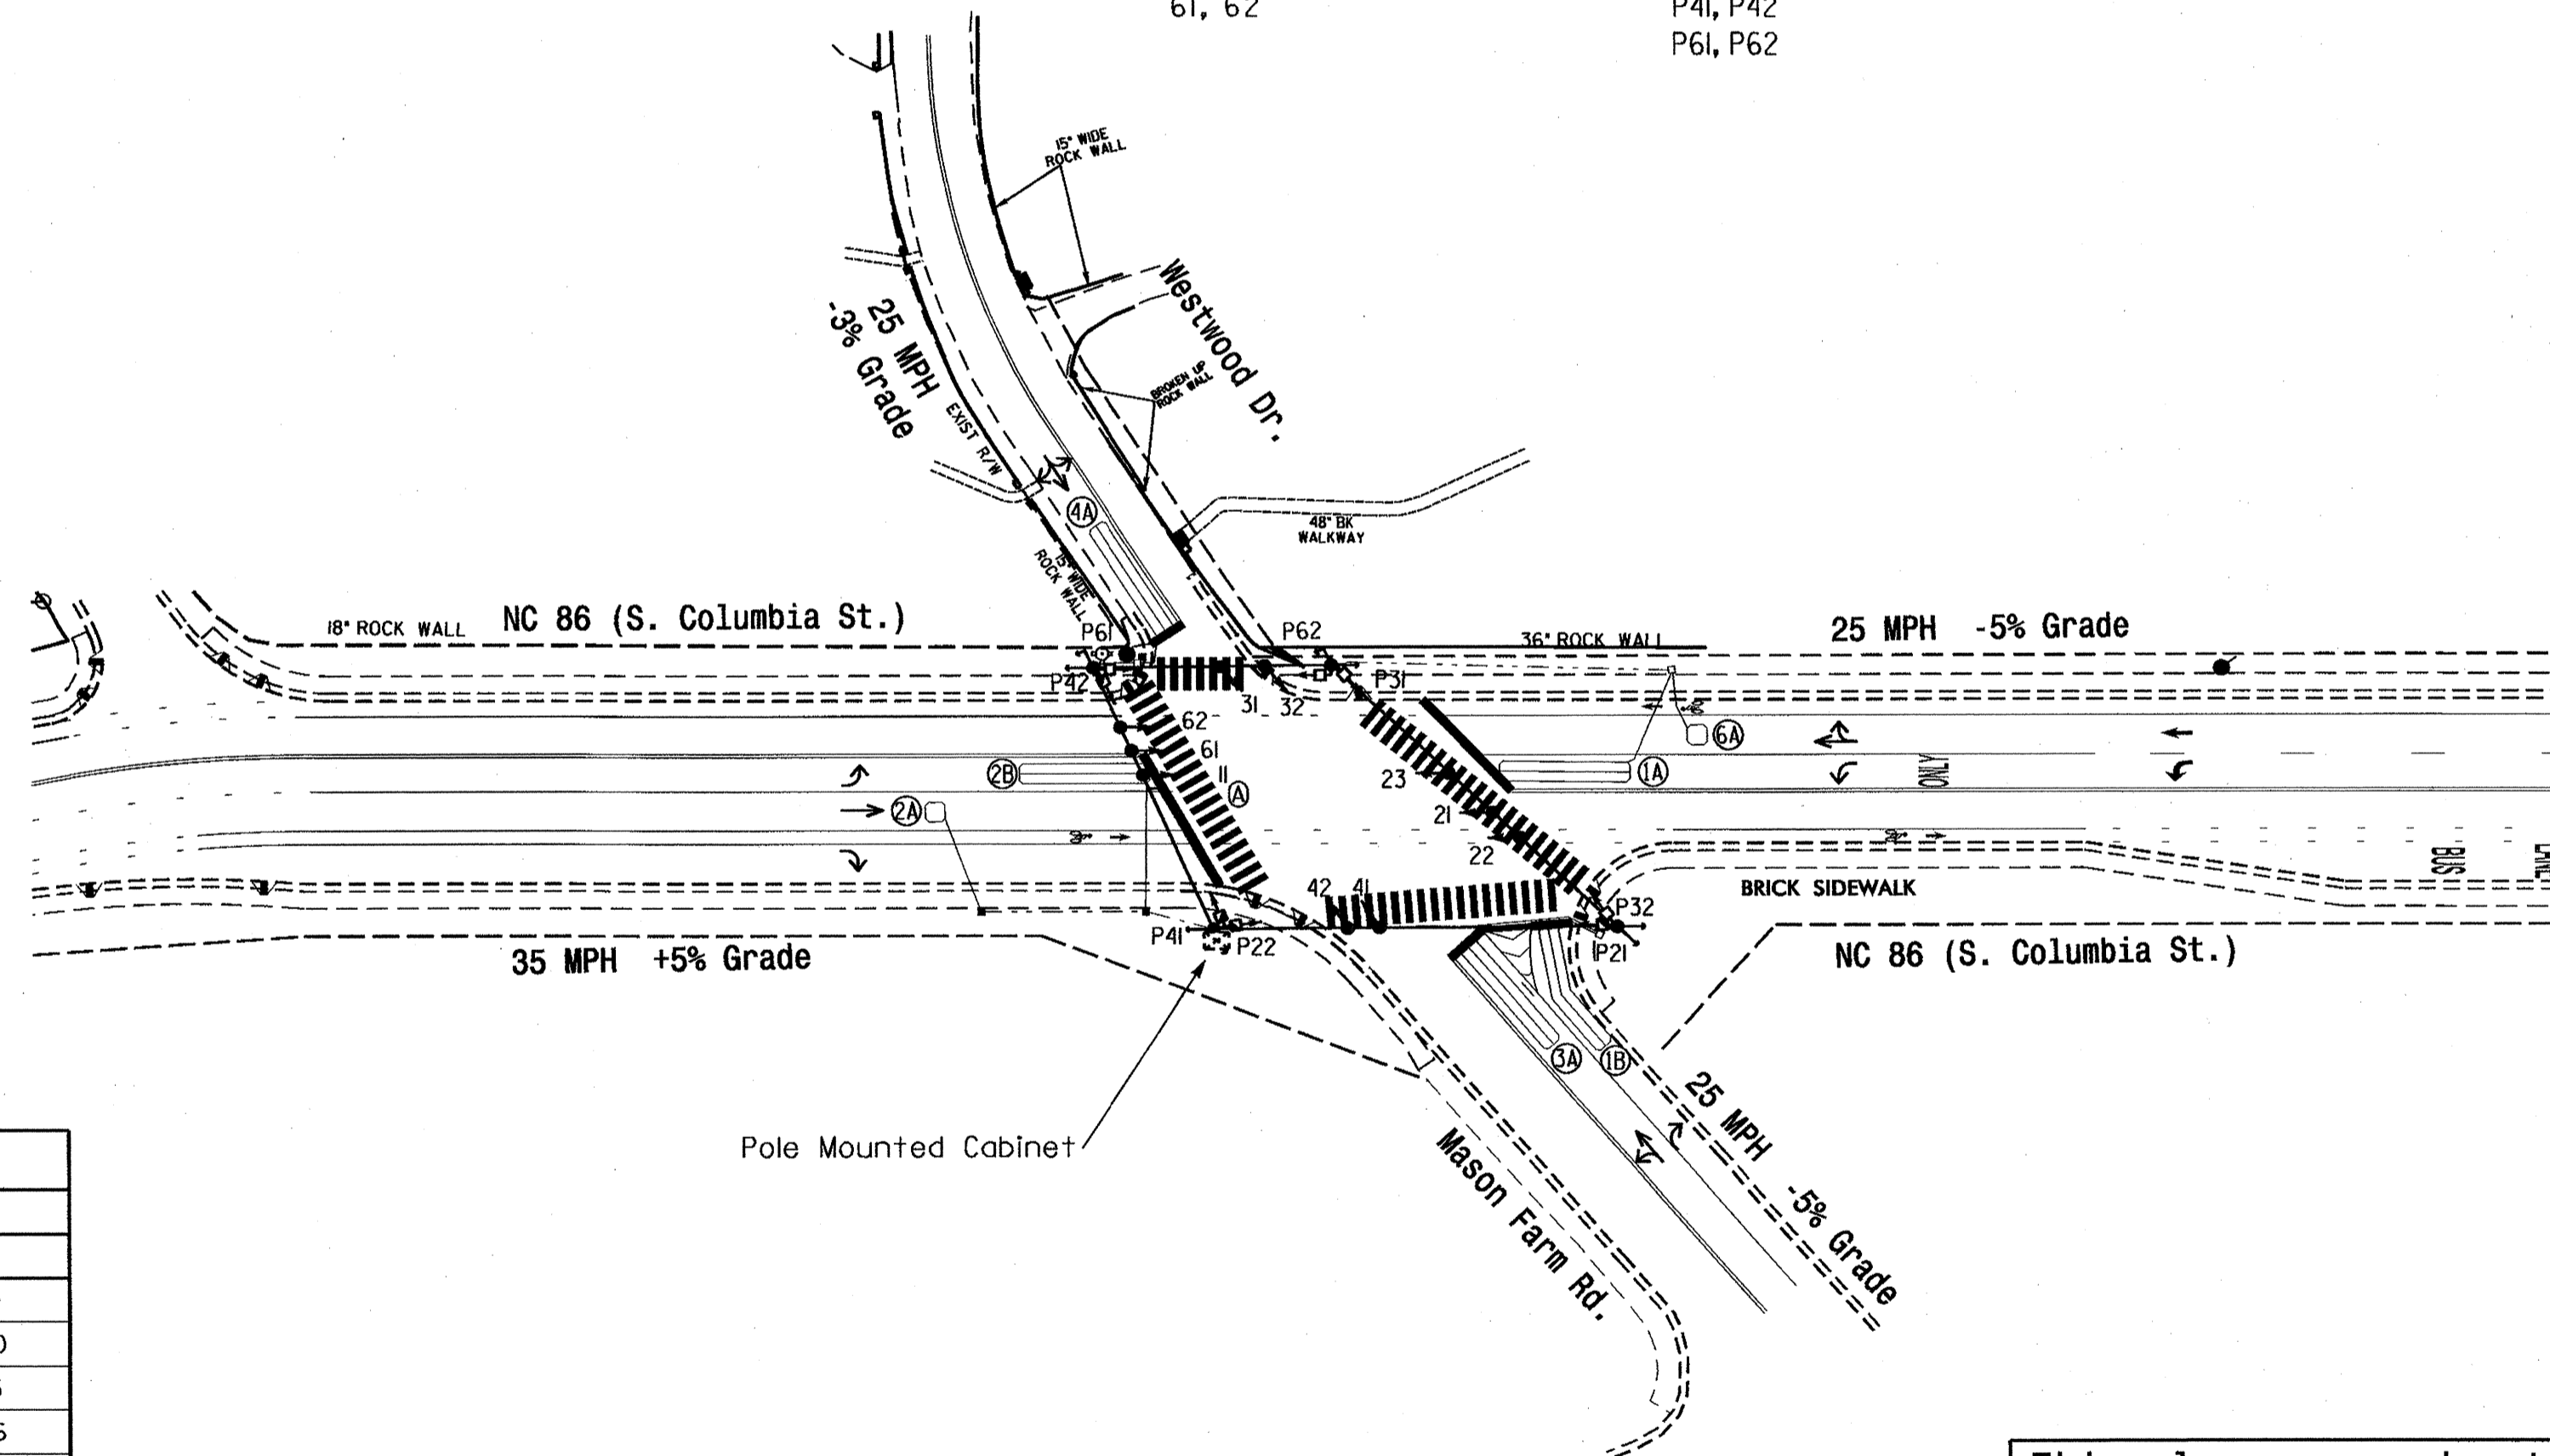 61, 62
P41, P42
P61, P62
15" WIDE
ROCK WALL
Westwood Dr.
25 MPH
-3% Grade
EXIST R/W
BROKEN UP
ROCK WALL
4A
48" BK
WALKWAY
15" WIDE
ROCK WALL
18" ROCK WALL
NC 86 (S. Columbia St.)
P61
P62
36" ROCK WALL
25 MPH -5% Grade
P42
P31
31
32
62
61
11
A
6A
2B
1A
ONLY
23
2A
21
22
BUS
42
41
BRICK SIDEWALK
P32
P41
P22
P21
35 MPH +5% Grade
NC 86 (S. Columbia St.)
3A
1B
25 MPH
-5% Grade
Pole Mounted Cabinet
Mason Farm Rd.